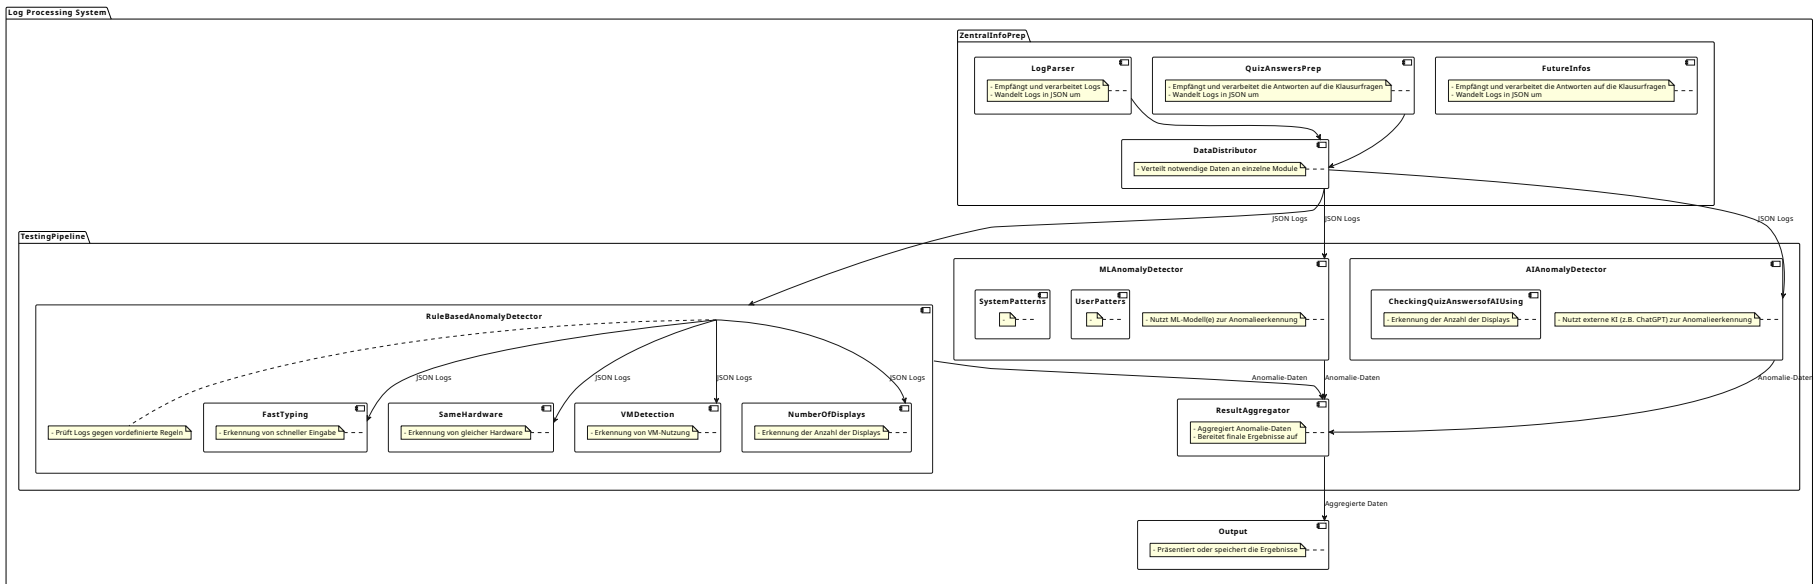 Log Processing System
ZentralInfoPrep
LogParser
- Empfängt und verarbeitet Logs
- Wandelt Logs in JSON um
QuizAnswersPrep
- Empfängt und verarbeitet die Antworten auf die Klausurfragen
- Wandelt Logs in JSON um
FutureInfos
- Empfängt und verarbeitet die Antworten auf die Klausurfragen
- Wandelt Logs in JSON um
DataDistributor
- Verteilt notwendige Daten an einzelne Module
JSON Logs
JSON Logs
JSON Logs
TestingPipeline
RuleBasedAnomalyDetector
JSON Logs
JSON Logs
JSON Logs
JSON Logs
- Prüft Logs gegen vordefinierte Regeln
FastTyping
- Erkennung von schneller Eingabe
SameHardware
- Erkennung von gleicher Hardware
VMDetection
- Erkennung von VM-Nutzung
NumberOfDisplays
- Erkennung der Anzahl der Displays
MLAnomalyDetector
SystemPatterns
-
UserPatters
-
- Nutzt ML-Modell(e) zur Anomalieerkennung
AIAnomalyDetector
CheckingQuizAnswersofAIUsing
- Erkennung der Anzahl der Displays
- Nutzt externe KI (z.B. ChatGPT) zur Anomalieerkennung
Anomalie-Daten
Anomalie-Daten
Anomalie-Daten
ResultAggregator
- Aggregiert Anomalie-Daten
- Bereitet finale Ergebnisse auf
Aggregierte Daten
Output
- Präsentiert oder speichert die Ergebnisse